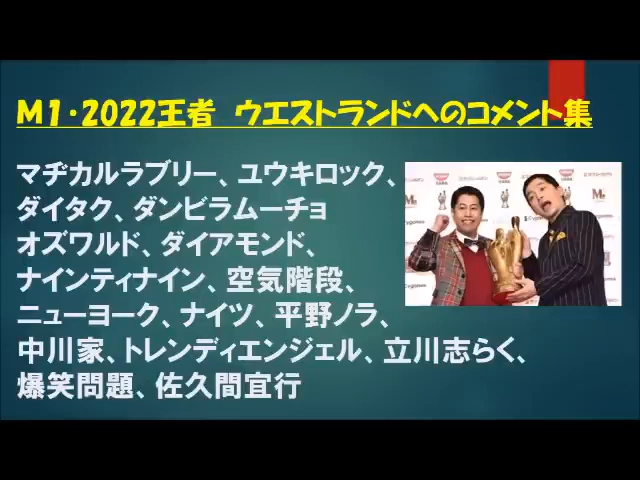 M1・2022王者　ウエストランドへのコメント集
マヂカルラブリー、ユウキロック、
ダイタク、ダンビラムーチョ
オズワルド、ダイアモンド、
ナインティナイン、空気階段、
ニューヨーク、ナイツ、平野ノラ、
中川家、トレンディエンジェル、立川志らく、
爆笑問題、佐久間宜行